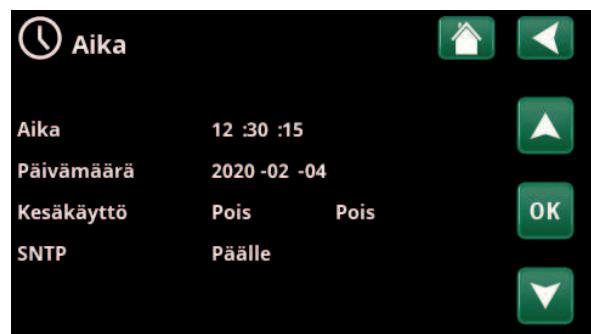 Aika
Aika 12 :30 :15
Päivämäärä 2020 -02 -04
Kesäkäyttö Pois Pois
OK
SNTP Päälle